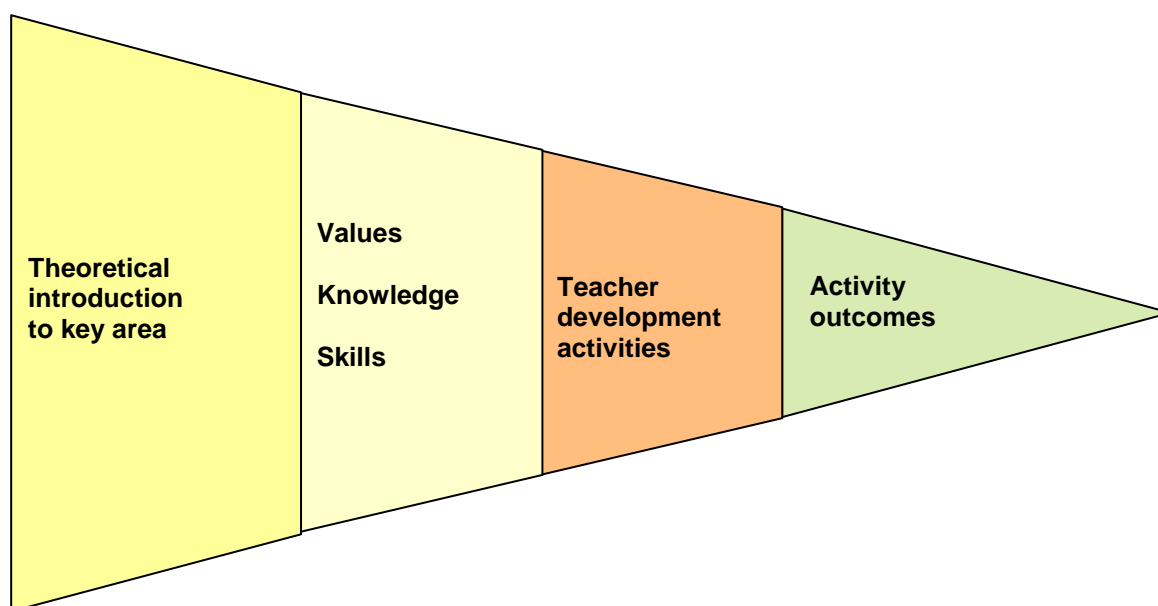 Theoretical
introduction
to key area
Values
Knowledge
Skills
Teacher
development
activities
Activity
outcomes